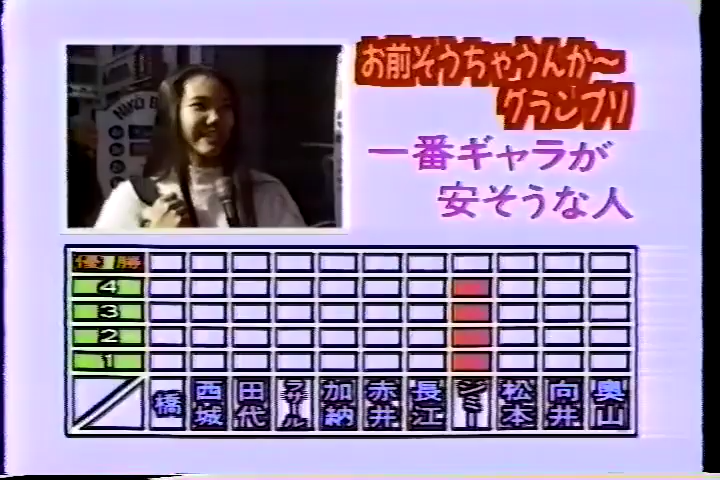 お前そうちゃうんか〜
グランプリ
一番ギャラが
安そうな人
優勝
4
3
2
1
橋 西城 田代 ラサール 加納 赤井 長江 ジミー 松本 向井 奥山